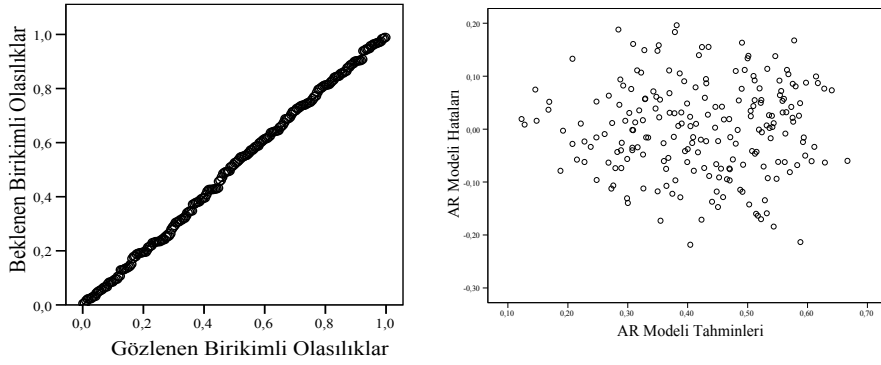 Beklenen Birikimli Olasılıklar
1,0
0,8
0,6
0,4
0,2
0,0
0,0 0,2 0,4 0,6 0,8 1,0
Gözlenen Birikimli Olasılıklar
AR Modeli Hataları
0,20
0,10
0,00
-0,10
-0,20
-0,30
0,10 0,20 0,30 0,40 0,50 0,60 0,70
AR Modeli Tahminleri